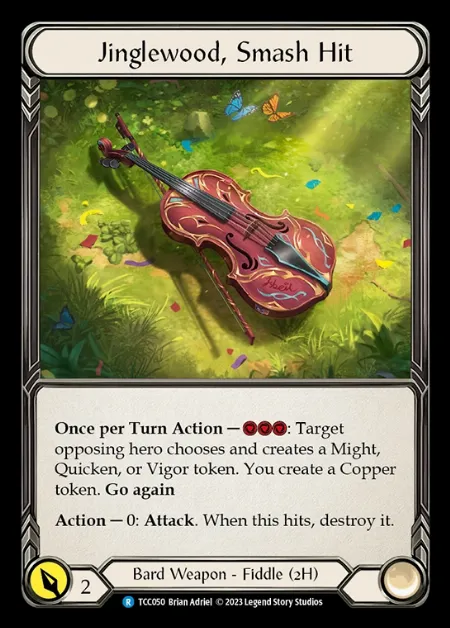 Jinglewood, Smash Hit
Once per Turn Action — : Target
opposing hero chooses and creates a Might,
Quicken, or Vigor token. You create a Copper
token. Go again
Action — 0: Attack. When this hits, destroy it.
2
Bard Weapon - Fiddle (2H)
R TCC050 Brian Adriel © 2023 Legend Story Studios